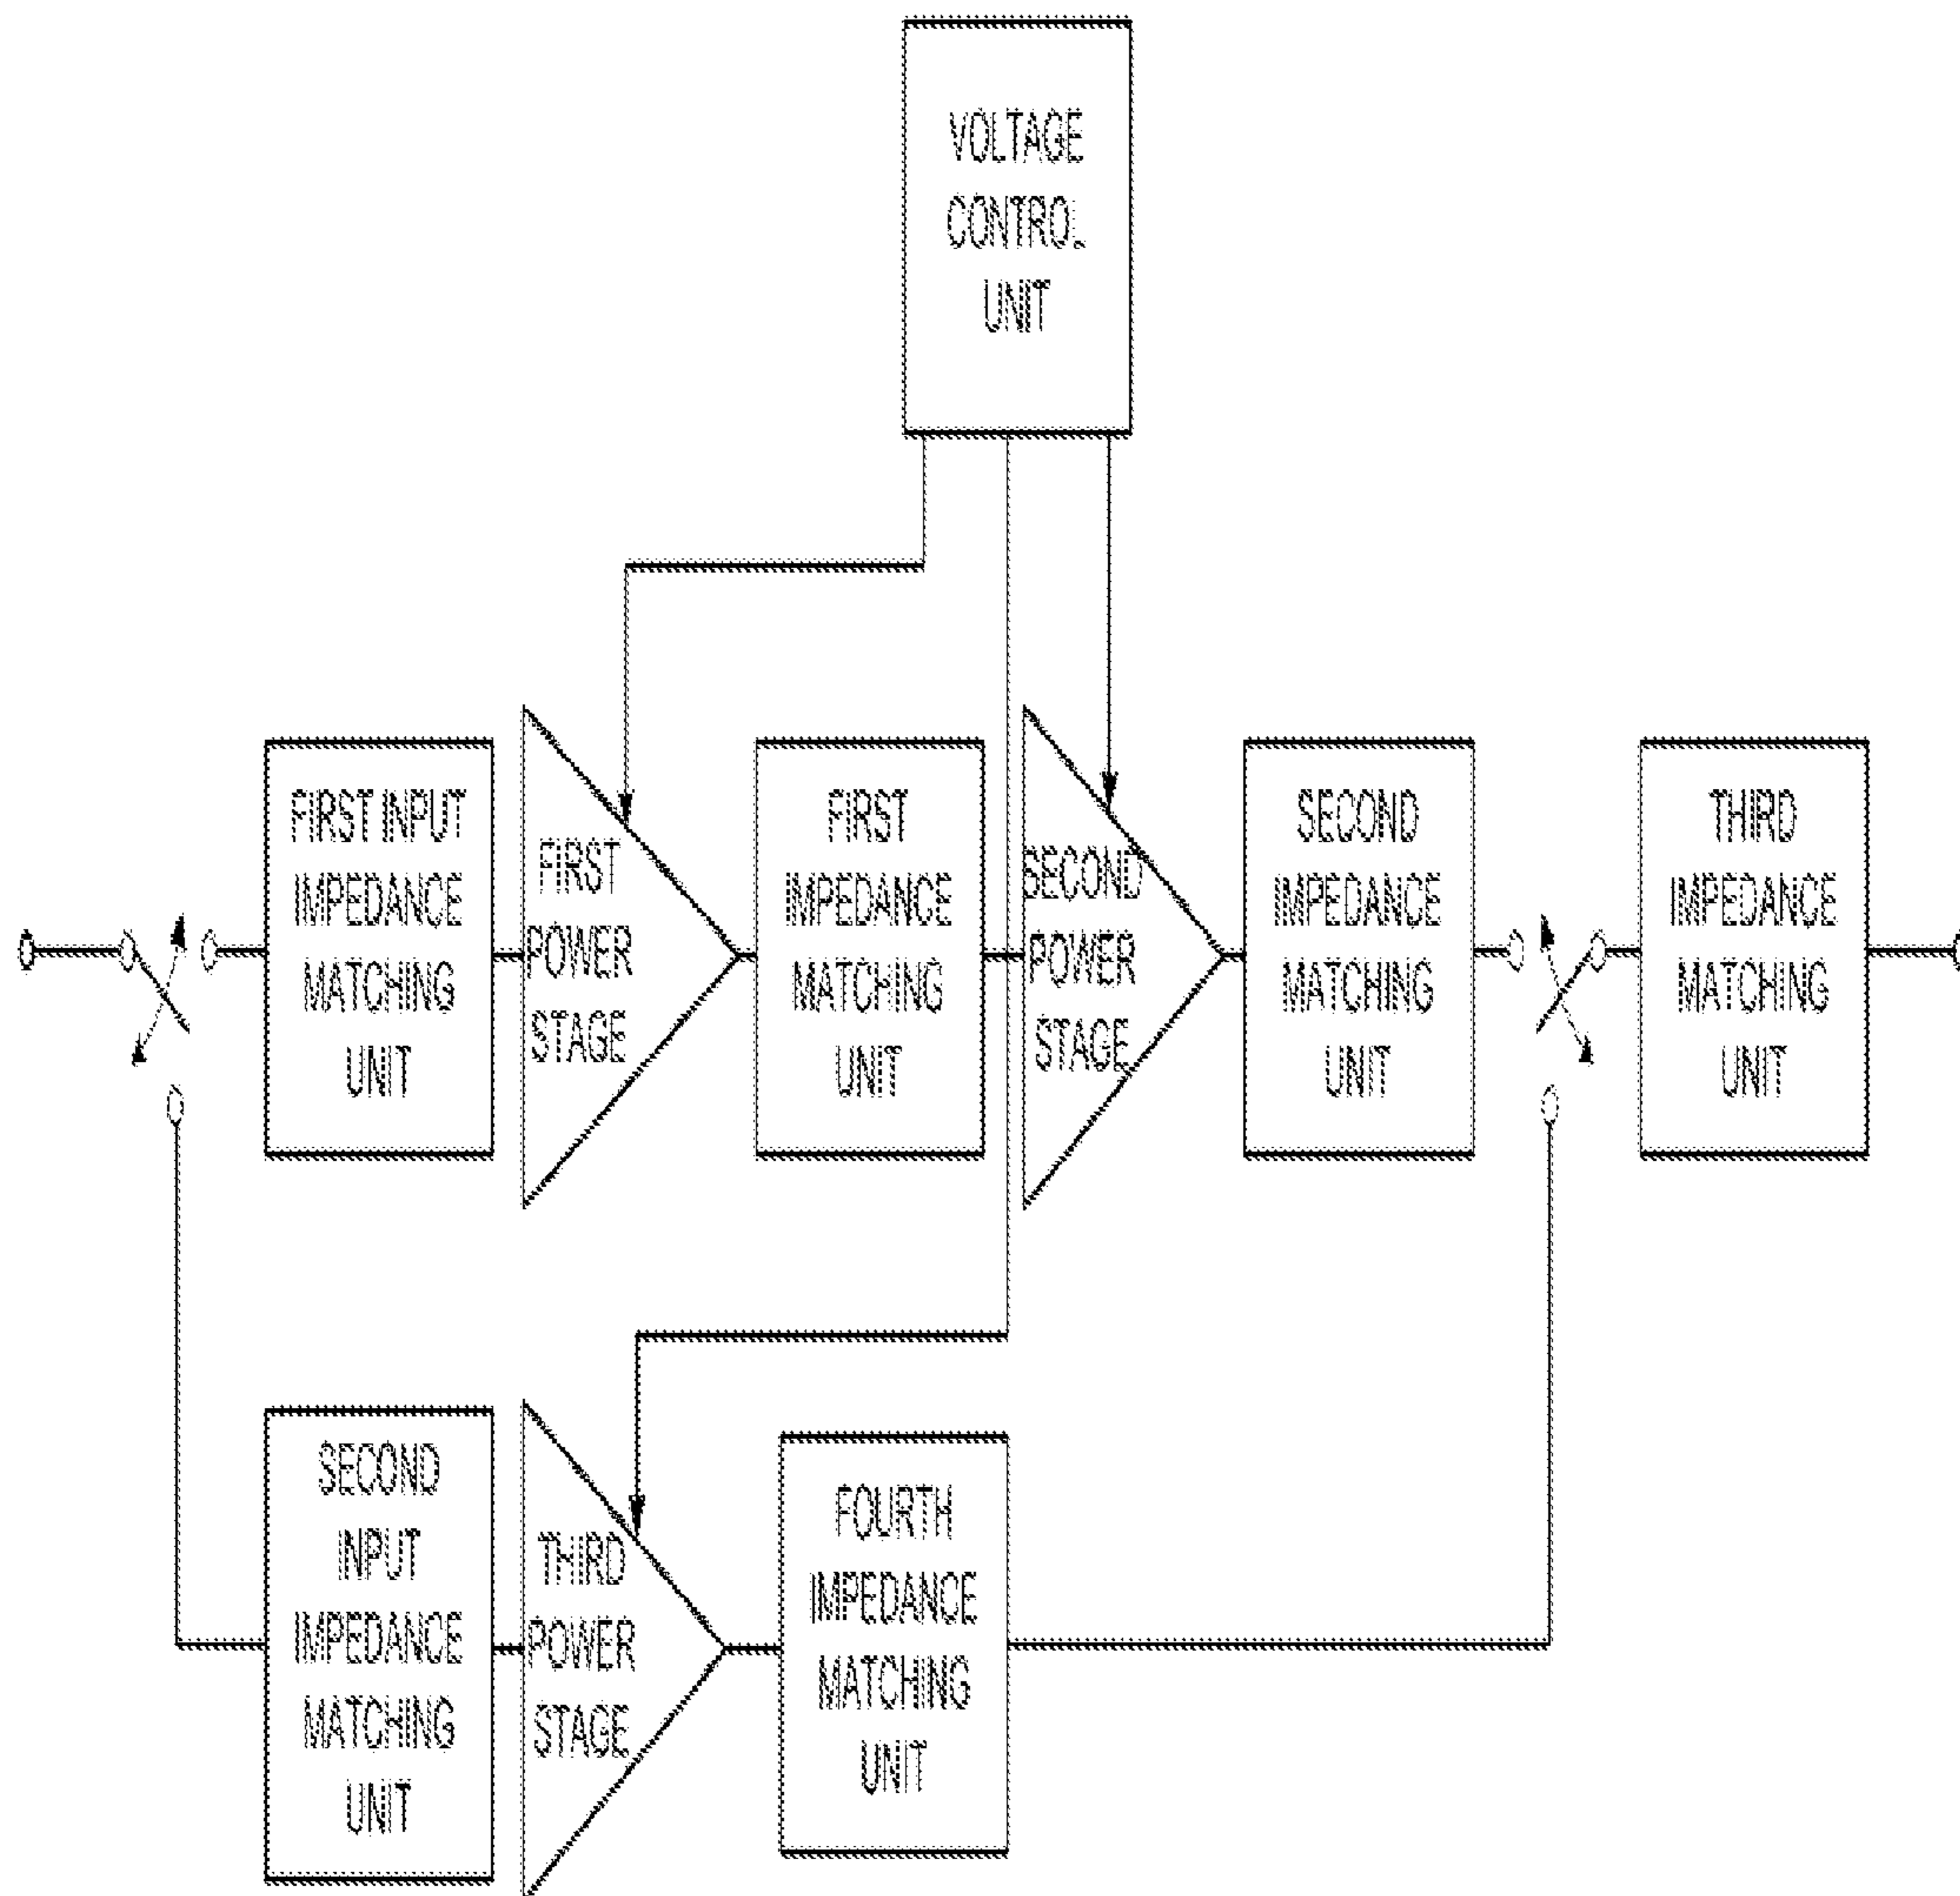 VOLTAGE
CONTROL
UNIT
FIRST INPUT
IMPEDANCE
MATCHING
UNIT
FIRST
POWER
STAGE
FIRST
IMPEDANCE
MATCHING
UNIT
SECOND
POWER
STAGE
SECOND
IMPEDANCE
MATCHING
UNIT
THIRD
IMPEDANCE
MATCHING
UNIT
SECOND
INPUT
IMPEDANCE
MATCHING
UNIT
THIRD
POWER
STAGE
FOURTH
IMPEDANCE
MATCHING
UNIT